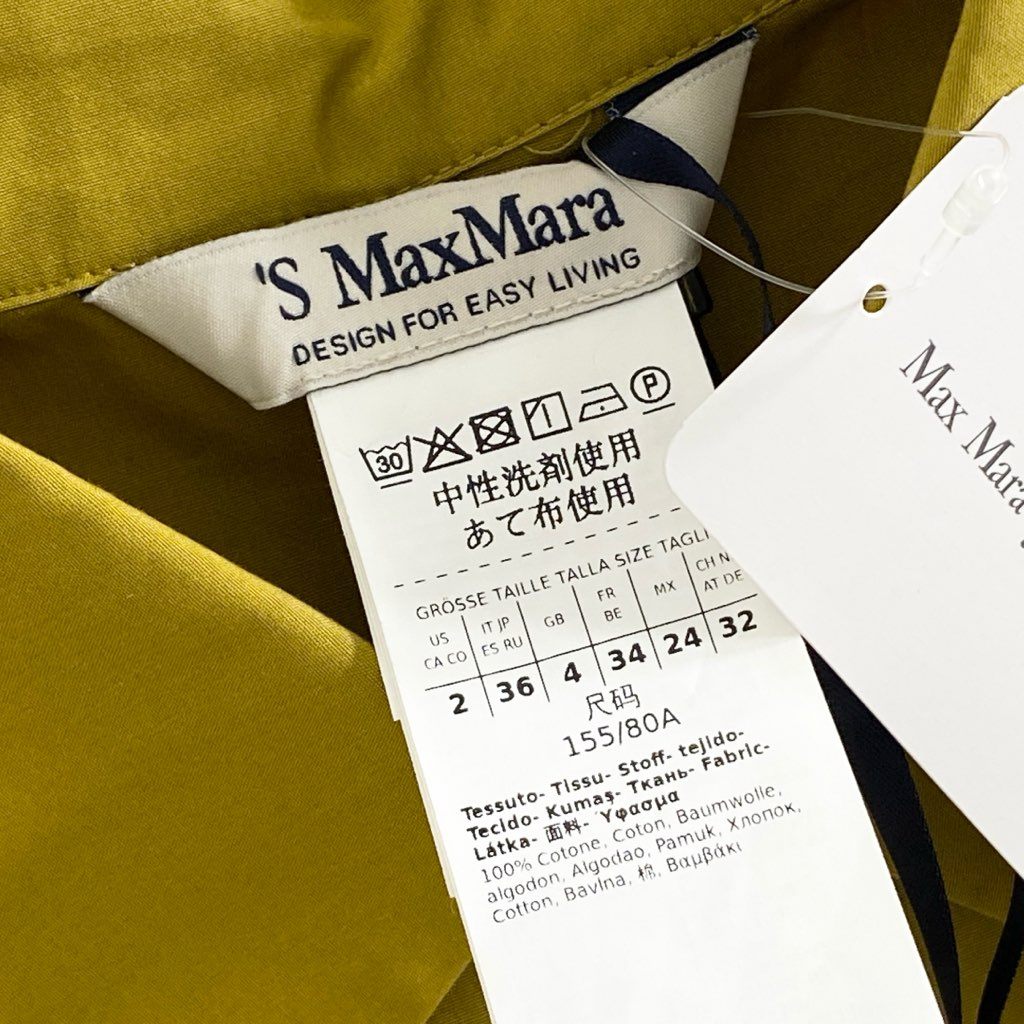 'S MaxMara
DESIGN FOR EASY LIVING
Max Mara
30
P
中性洗剤使用
あて布使用
GRÖSSE TAILLE TALLA SIZE
US CA CO
IT JP ES RU
GB
FR BE
MX
CH AT DE
2 36 4 34 24 32
尺码
155/80A
Tessuto- Tissu- Stoff- tejido-
Tecido- Kumaş- Ткань- Fabric-
Látka- 面料- Ύφασμα
100% Cotone, Coton, Baumwolle,
algodon, Algodao, Pamuk, Хлопок,
Cotton, Bavlna, 棉, Βαμβάκι